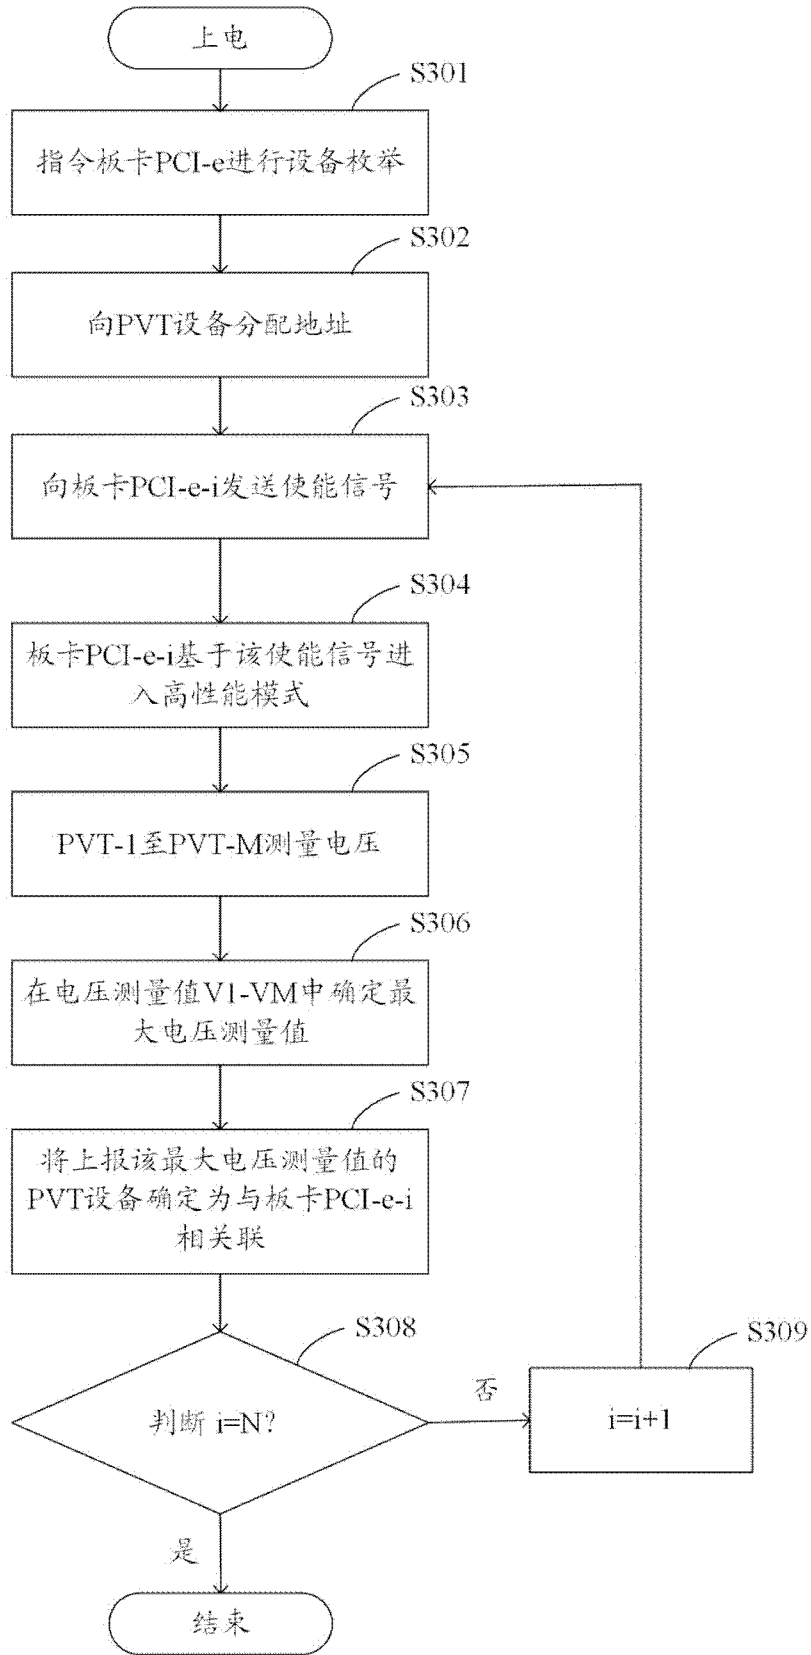 上电
S301
指令板卡PCI-e进行设备枚举
S302
向PVT设备分配地址
S303
向板卡PCI-e-i发送使能信号
S304
板卡PCI-e-i基于该使能信号进
入高性能模式
S305
PVT-1至PVT-M测量电压
S306
在电压测量值V1-VM中确定最
大电压测量值
S307
将上报该最大电压测量值的
PVT设备确定为与板卡PCI-e-i
相关联
S308
判断 i=N?
否
S309
i=i+1
是
结束